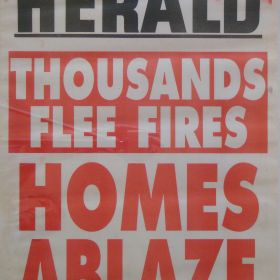 HERALD
THOUSANDS
FLEE FIRES
HOMES
ABLAZE